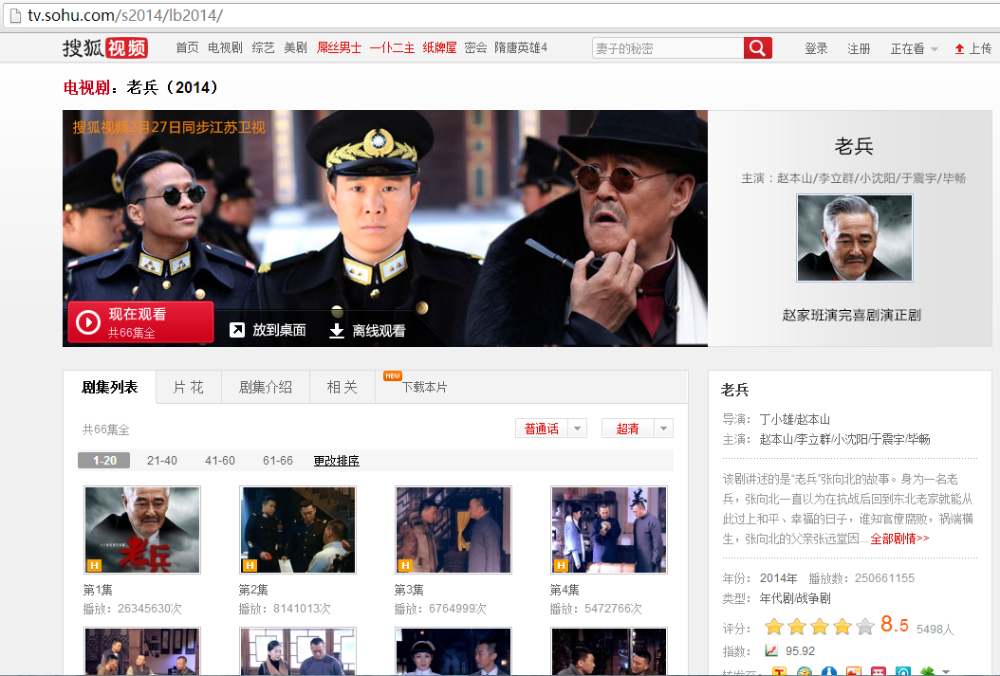 tv.sohu.com/s2014/lb2014/
搜狐视频 首页 电视剧 综艺 美剧 屌丝男士 一仆二主 纸牌屋 密会 隋唐英雄4 妻子的秘密 登录 注册 正在看 上传
电视剧：老兵（2014）
搜狐视频2月27日同步江苏卫视
现在观看
共66集全
放到桌面 离线观看
老兵
主演：赵本山/李立群/小沈阳/于震宇/毕畅
赵家班演完喜剧演正剧
剧集列表 片花 剧集介绍 相关 NEW 下载本片
共66集全 普通话 超清
1-20 21-40 41-60 61-66 更改排序
老兵
H H H H
第1集 第2集 第3集 第4集
播放：26345630次 播放：8141013次 播放：6764999次 播放：5472766次
老兵
导演：丁小雄/赵本山
主演：赵本山/李立群/小沈阳/于震宇/毕畅
该剧讲述的是“老兵”张向北的故事。身为一名老
兵，张向北一直以为在抗战后回到东北老家就能从
此过上和平、幸福的日子，谁知官僚腐败，祸端横
生，张向北的父亲张远堂因... 全部剧情>>
年份：2014年 播放数：250661155
类型：年代剧/战争剧
评分：8.5 5498人
指数：95.92
转发至：